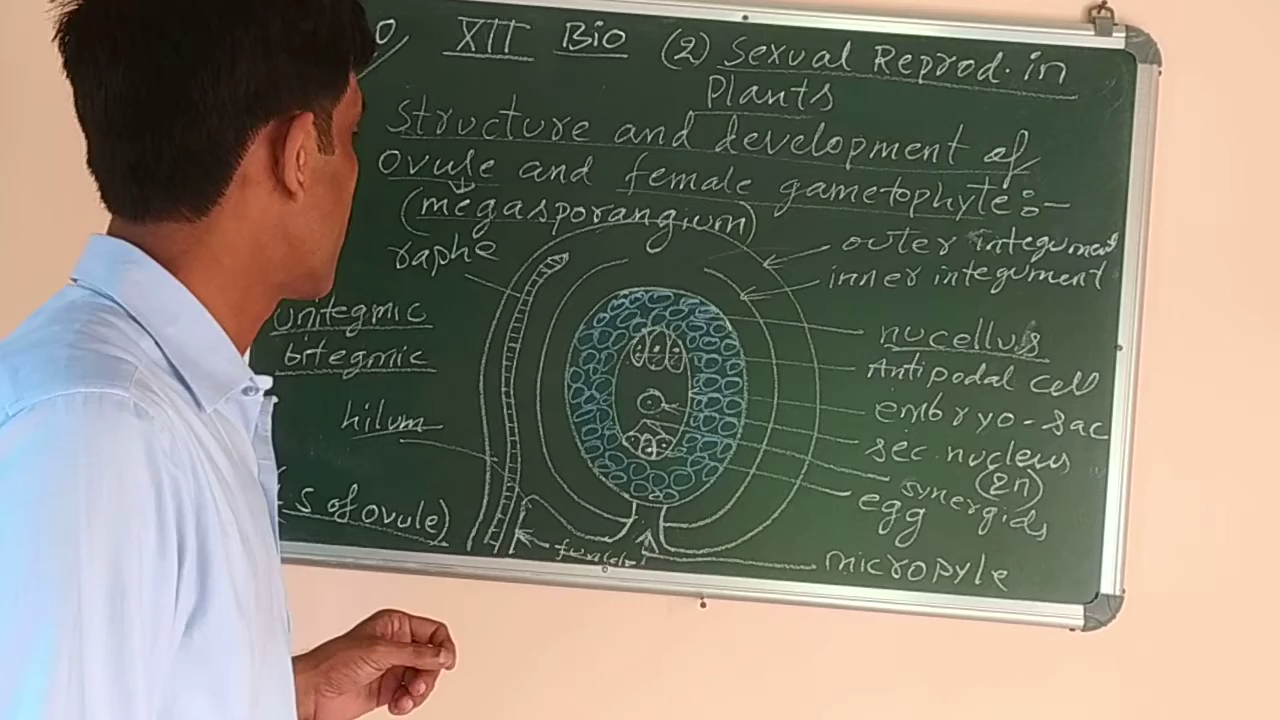 XII Bio (2) Sexual Reprod. in
Plants
Structure and development of
ovule and female gametophyte:-
(megasporangium)
raphe
outer integument
inner integument
unitegmic
bitegmic
nucellus
Antipodal cell
embryo-sac
hilum
sec. nucleus
(2n)
synergids
egg
s of ovule)
micropyle